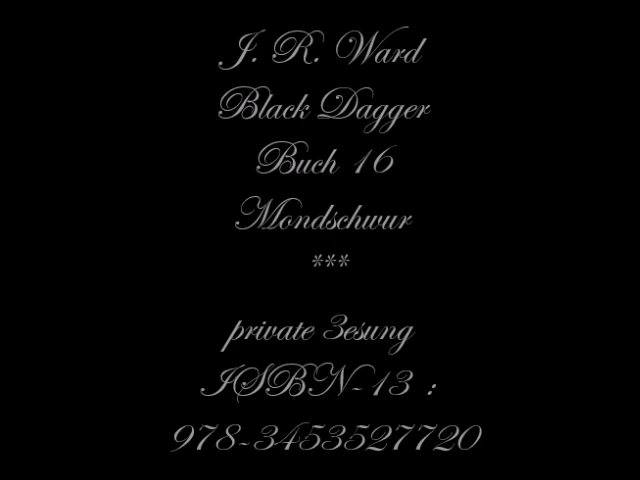 J. R. Ward
Black Dagger
Buch 16
Mondschwur
***
private 3esung
ISBN-13 :
978-3453527720